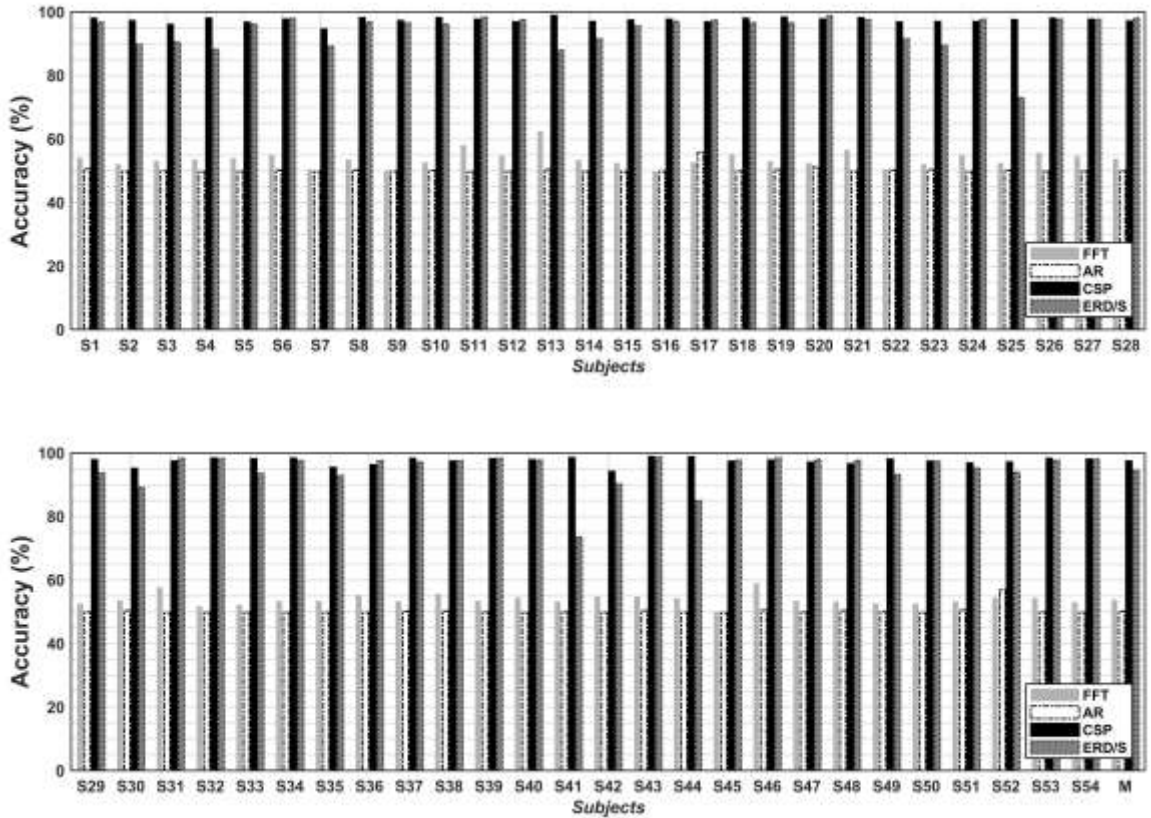 Accuracy (%)
100
80
60
40
20
0
FFT
AR
CSP
ERD/S
S1 S2 S3 S4 S5 S6 S7 S8 S9 S10 S11 S12 S13 S14 S15 S16 S17 S18 S19 S20 S21 S22 S23 S24 S25 S26 S27 S28
Subjects
Accuracy (%)
100
80
60
40
20
0
FFT
AR
CSP
ERD/S
S29 S30 S31 S32 S33 S34 S35 S36 S37 S38 S39 S40 S41 S42 S43 S44 S45 S46 S47 S48 S49 S50 S51 S52 S53 S54 M
Subjects